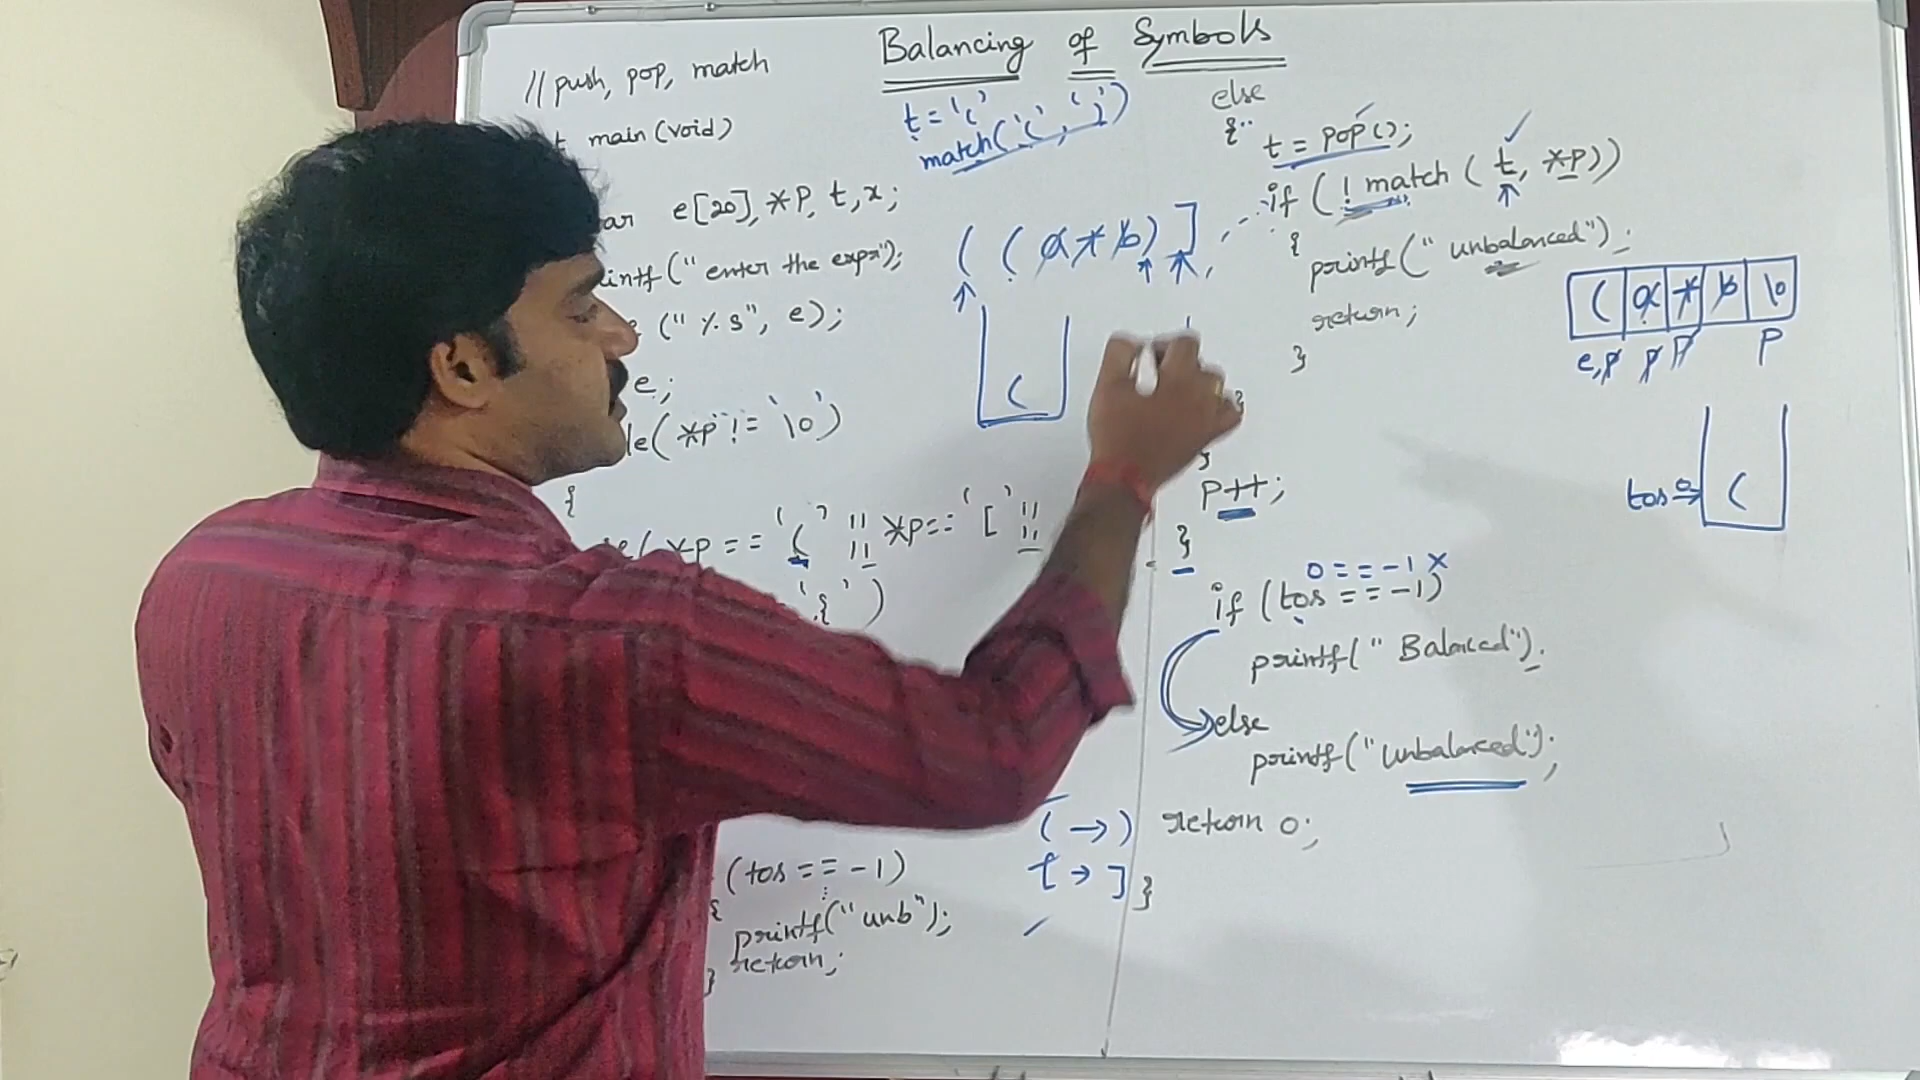 Balancing of Symbols
// push, pop, match
main (void)
e[20], *P, t, x;
intf(" enter the expr");
(" %s", e);
e;
le( *p != '\0')
{
*p == '(' || *p == '[' ||
'{' )
(tos == -1)
{
printf(" unb");
return;
}
t = '('
match('(', ']')
( ( a * b ) ]
(
( → )
[ → ]
else
{
t = pop();
if ( ! match ( t, *p))
{
printf(" unbalanced");
return;
}
}
}
p++;
}
0 == -1 x
if (tos == -1)
printf(" Balanced");
else
printf(" unbalanced");
return 0;
}
( a * b \0
e, p p p p
tos 0 → (